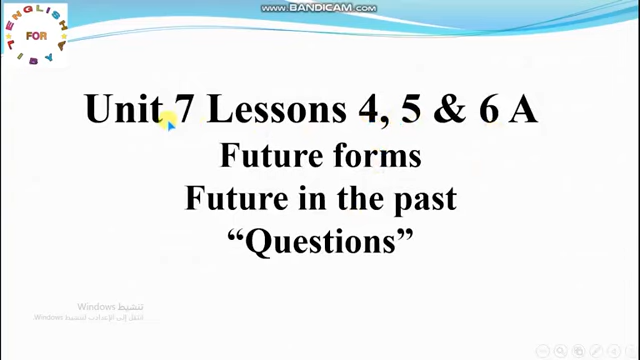 www.BANDICAM.com
ENGLISH
FOR
Unit 7 Lessons 4, 5 & 6 A
Future forms
Future in the past
“Questions”
تنشيط Windows
انتقل إلى الإعدادات لتنشيط Windows.